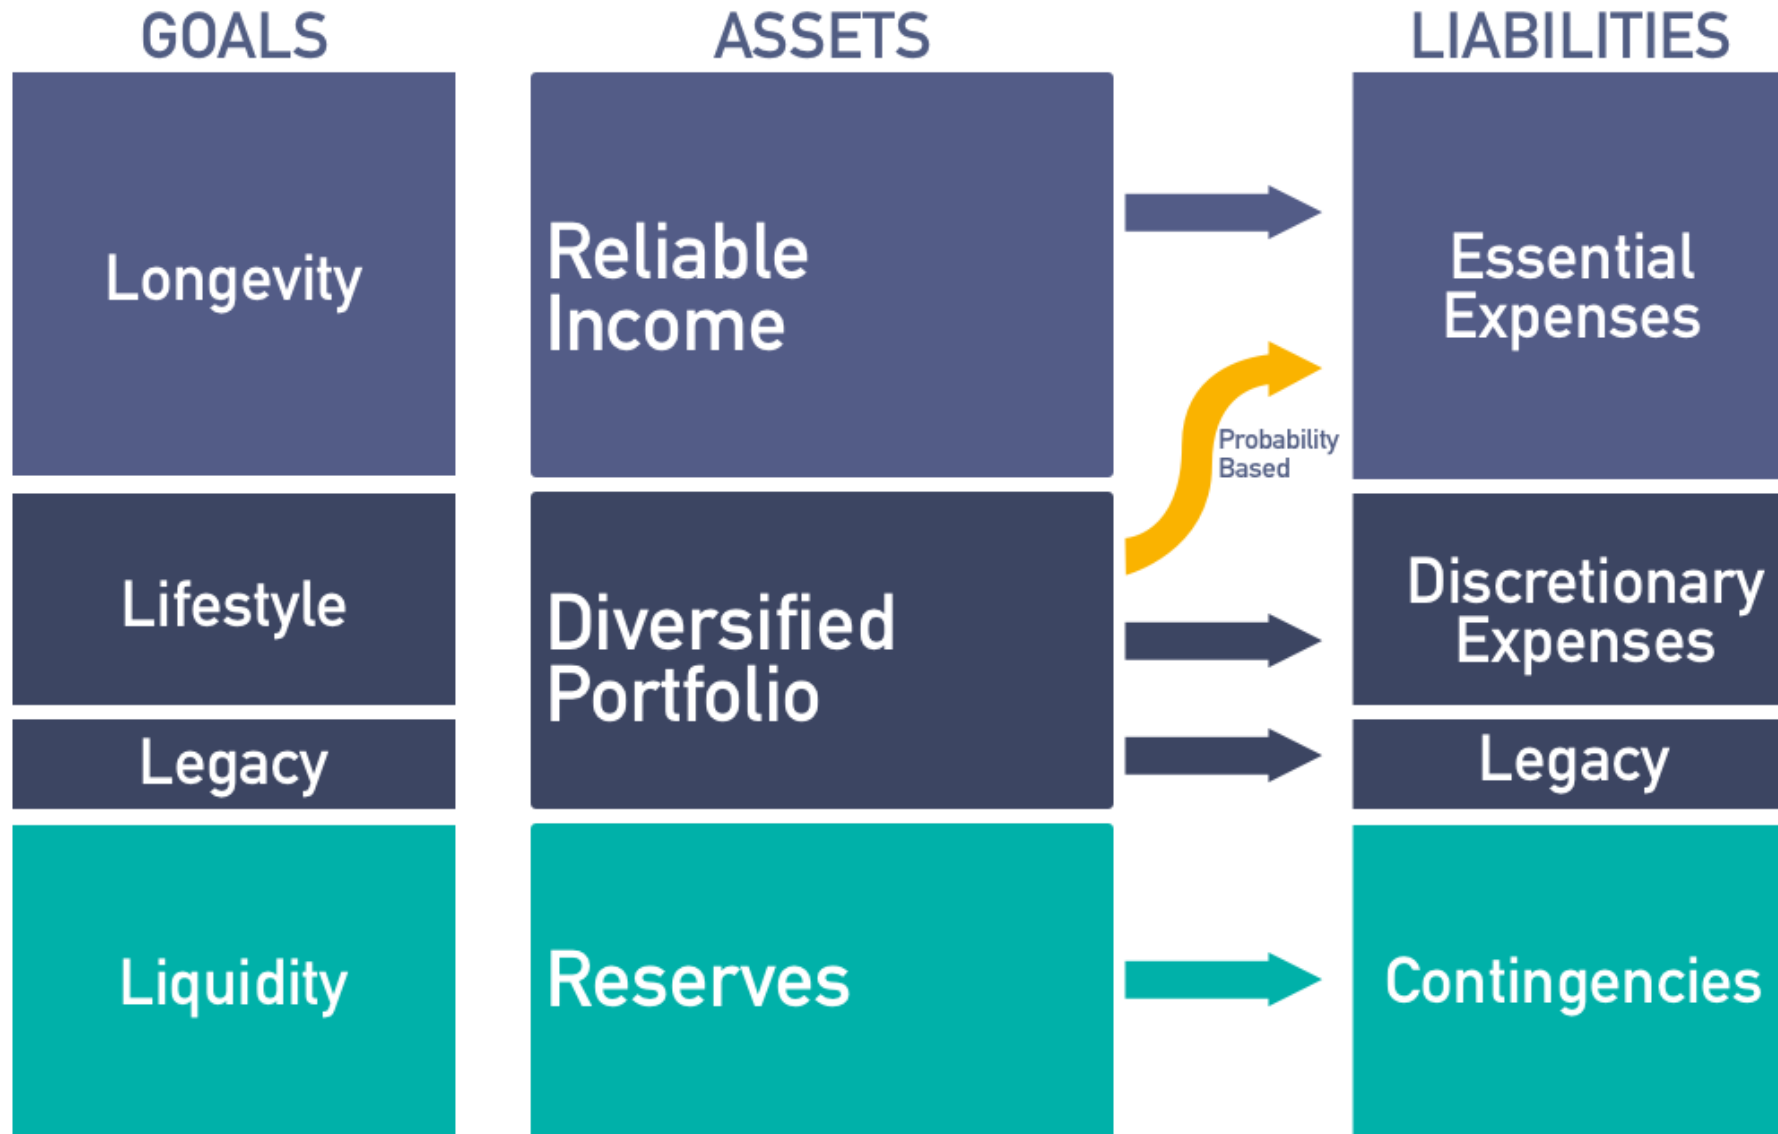 GOALS
ASSETS
LIABILITIES
Longevity
Reliable
Income
Essential
Expenses
Probability
Based
Lifestyle
Diversified
Portfolio
Discretionary
Expenses
Legacy
Legacy
Liquidity
Reserves
Contingencies